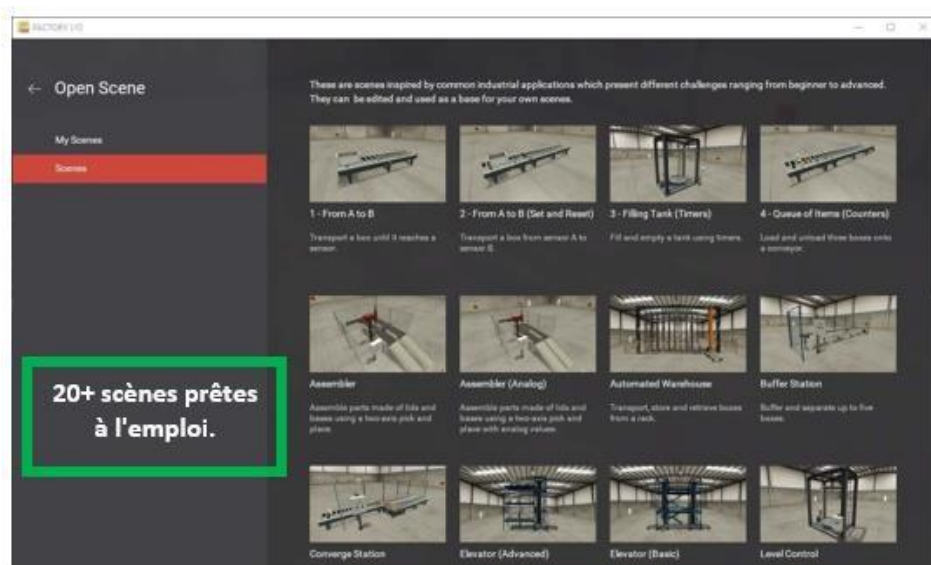 FACTORY I/O
← Open Scene
My Scenes
Scenes
These are scenes inspired by common industrial applications which present different challenges ranging from beginner to advanced.
They can be edited and used as a base for your own scenes.
1 - From A to B
2 - From A to B (Set and Reset)
3 - Filling Tank (Timers)
4 - Queue of Items (Counters)
Transport a box until it reaches a
sensor.
Transport a box from sensor A to
sensor B.
Fill and empty a tank using timers.
Load and unload three boxes onto
a conveyor.
Assembler
Assembler (Analog)
Automated Warehouse
Buffer Station
Assemble parts made of lids and
bases using a two-axis pick and
place.
Assemble parts made of lids and
bases using a two-axis pick and
place with analog values.
Transport, store and retrieve boxes
from a rack.
Buffer and separate up to five
boxes.
20+ scènes prêtes
à l'emploi.
Converge Station
Elevator (Advanced)
Elevator (Basic)
Level Control